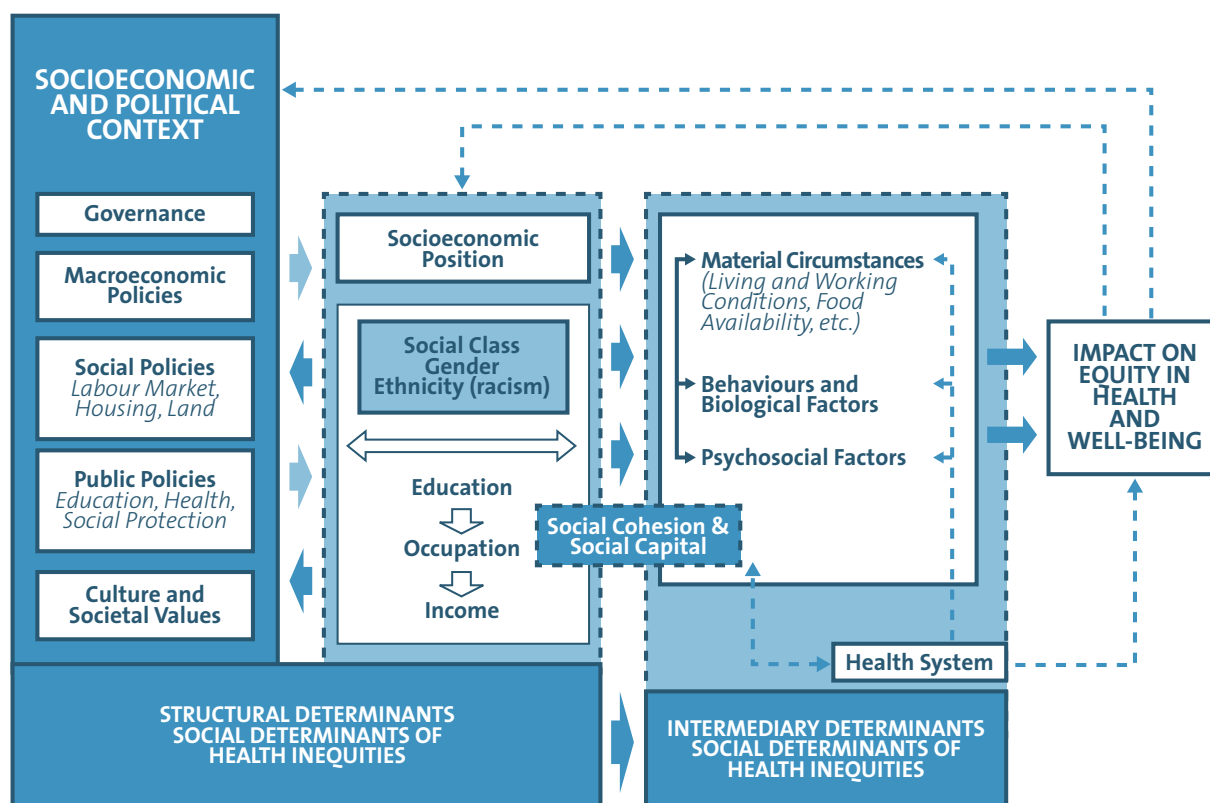 SOCIOECONOMIC
AND POLITICAL
CONTEXT
Governance
Macroeconomic
Policies
Social Policies
Labour Market,
Housing, Land
Public Policies
Education, Health,
Social Protection
Culture and
Societal Values
Socioeconomic
Position
Social Class
Gender
Ethnicity (racism)
Education
Occupation
Income
Social Cohesion &
Social Capital
Material Circumstances
(Living and Working
Conditions, Food
Availability, etc.)
Behaviours and
Biological Factors
Psychosocial Factors
Health System
IMPACT ON
EQUITY IN
HEALTH
AND
WELL-BEING
STRUCTURAL DETERMINANTS
SOCIAL DETERMINANTS OF
HEALTH INEQUITIES
INTERMEDIARY DETERMINANTS
SOCIAL DETERMINANTS OF
HEALTH INEQUITIES